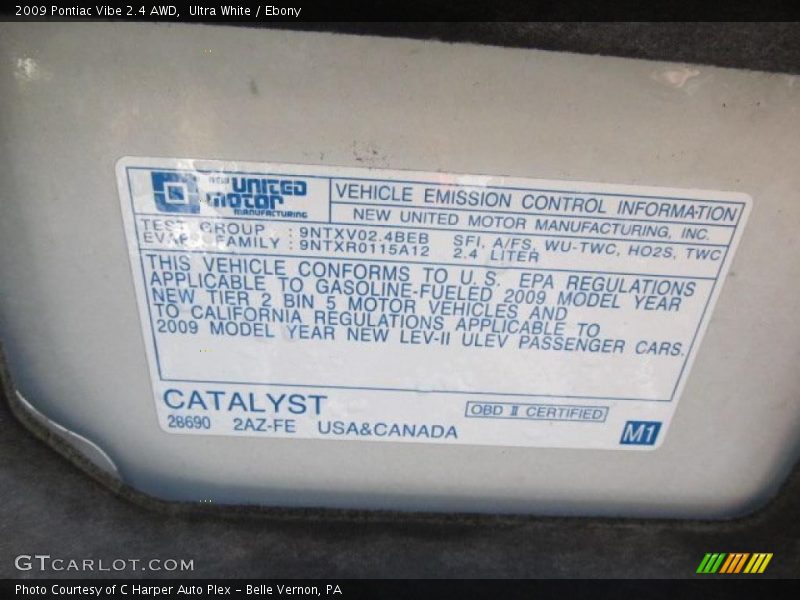 2009 Pontiac Vibe 2.4 AWD,  Ultra White / Ebony
NEW UNITED
MOTOR
MANUFACTURING
VEHICLE EMISSION CONTROL INFORMATION
NEW UNITED MOTOR MANUFACTURING, INC.
TEST GROUP : 9NTXV02.4BEB SFI, A/FS, WU-TWC, HO2S, TWC
EVAPO FAMILY : 9NTXR0115A12 2.4 LITER
THIS VEHICLE CONFORMS TO U.S. EPA REGULATIONS
APPLICABLE TO GASOLINE-FUELED 2009 MODEL YEAR
NEW TIER 2 BIN 5 MOTOR VEHICLES AND
TO CALIFORNIA REGULATIONS APPLICABLE TO
2009 MODEL YEAR NEW LEV-II ULEV PASSENGER CARS.
CATALYST
OBD II CERTIFIED
28690 2AZ-FE USA&CANADA
M1
GTCARLOT.COM
Photo Courtesy of C Harper Auto Plex - Belle Vernon, PA